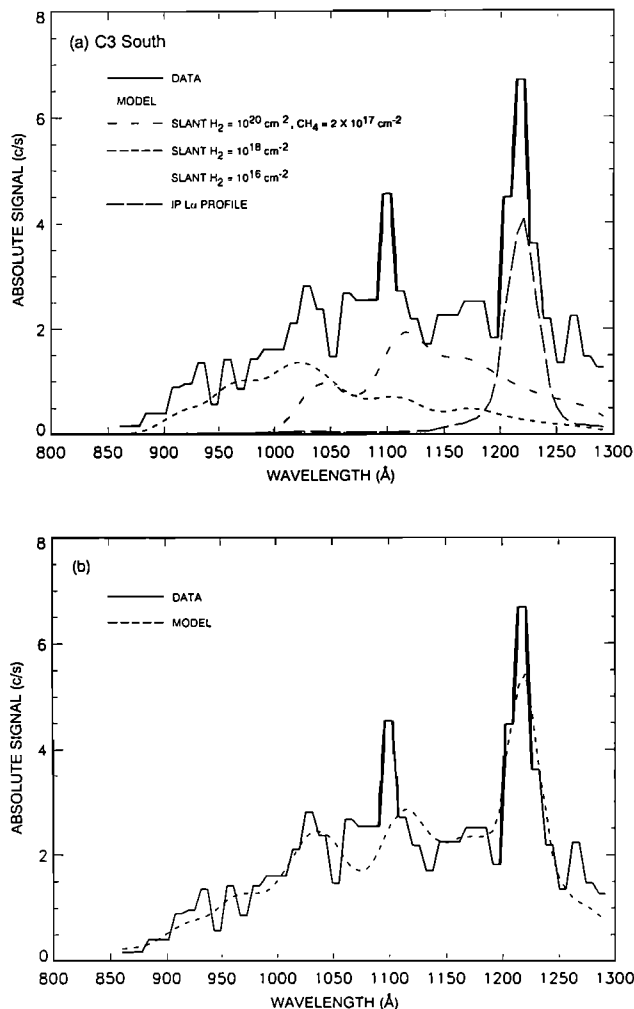 (a) C3 South
DATA
MODEL
SLANT H2 = 10^20 cm^-2, CH4 = 2 X 10^17 cm^-2
SLANT H2 = 10^18 cm^-2
SLANT H2 = 10^16 cm^-2
IP Lα PROFILE
ABSOLUTE SIGNAL (c/s)
8
6
4
2
0
800 850 900 950 1000 1050 1100 1150 1200 1250 1300
WAVELENGTH (Å)
(b)
DATA
MODEL
ABSOLUTE SIGNAL (c/s)
8
6
4
2
0
800 850 900 950 1000 1050 1100 1150 1200 1250 1300
WAVELENGTH (Å)